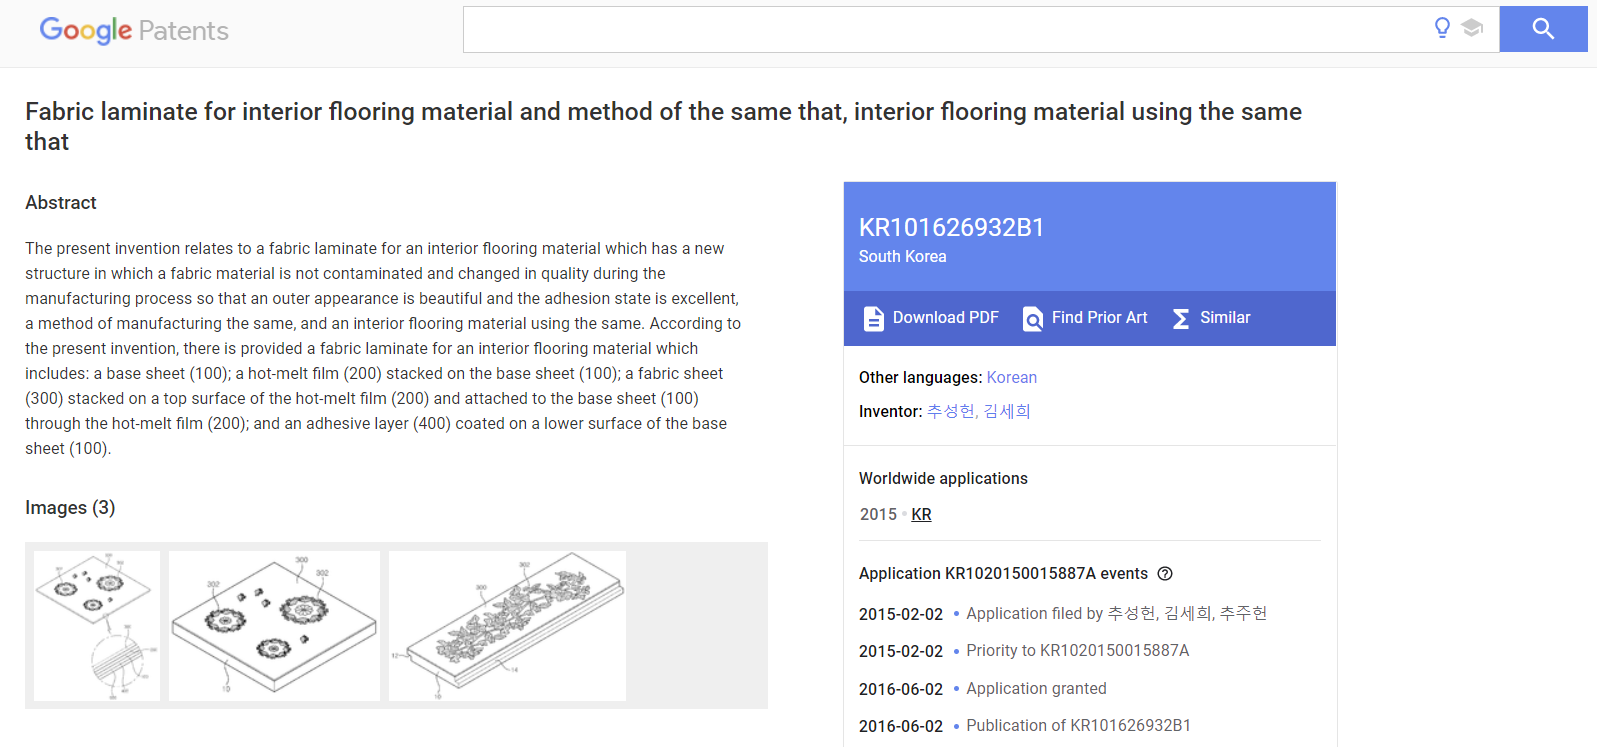 Google Patents
Fabric laminate for interior flooring material and method of the same that, interior flooring material using the same
that
Abstract
The present invention relates to a fabric laminate for an interior flooring material which has a new
structure in which a fabric material is not contaminated and changed in quality during the
manufacturing process so that an outer appearance is beautiful and the adhesion state is excellent,
a method of manufacturing the same, and an interior flooring material using the same. According to
the present invention, there is provided a fabric laminate for an interior flooring material which
includes: a base sheet (100); a hot-melt film (200) stacked on the base sheet (100); a fabric sheet
(300) stacked on a top surface of the hot-melt film (200) and attached to the base sheet (100)
through the hot-melt film (200); and an adhesive layer (400) coated on a lower surface of the base
sheet (100).
Images (3)
300
302
302
10
302
300
12
14
10
KR101626932B1
South Korea
Download PDF Find Prior Art Similar
Other languages: Korean
Inventor: 추성헌, 김세희
Worldwide applications
2015 • KR
Application KR1020150015887A events
2015-02-02 • Application filed by 추성헌, 김세희, 추주헌
2015-02-02 • Priority to KR1020150015887A
2016-06-02 • Application granted
2016-06-02 • Publication of KR101626932B1